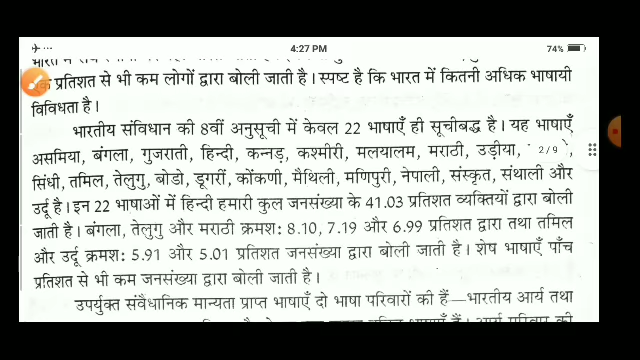 4:27 PM
74%
प्रतिशत से भी कम लोगों द्वारा बोली जाती है। स्पष्ट है कि भारत में कितनी अधिक भाषायी
विविधता है।
भारतीय संविधान की 8वीं अनुसूची में केवल 22 भाषाएँ ही सूचीबद्ध है। यह भाषाएँ
असमिया, बंगला, गुजराती, हिन्दी, कन्नड़, कश्मीरी, मलयालम, मराठी, उड़ीया, 2/9
सिंधी, तमिल, तेलुगु, बोडो, डूगरीं, कोंकणी, मैथिली, मणिपुरी, नेपाली, संस्कृत, संथाली और
उर्दू है। इन 22 भाषाओं में हिन्दी हमारी कुल जनसंख्या के 41.03 प्रतिशत व्यक्तियों द्वारा बोली
जाती है। बंगला, तेलुगु और मराठी क्रमश: 8.10, 7.19 और 6.99 प्रतिशत द्वारा तथा तमिल
और उर्दू क्रमश: 5.91 और 5.01 प्रतिशत जनसंख्या द्वारा बोली जाती है। शेष भाषाएँ पाँच
प्रतिशत से भी कम जनसंख्या द्वारा बोली जाती है।
उपर्युक्त संवैधानिक मान्यता प्राप्त भाषाएँ दो भाषा परिवारों की हैं—भारतीय आर्य तथा